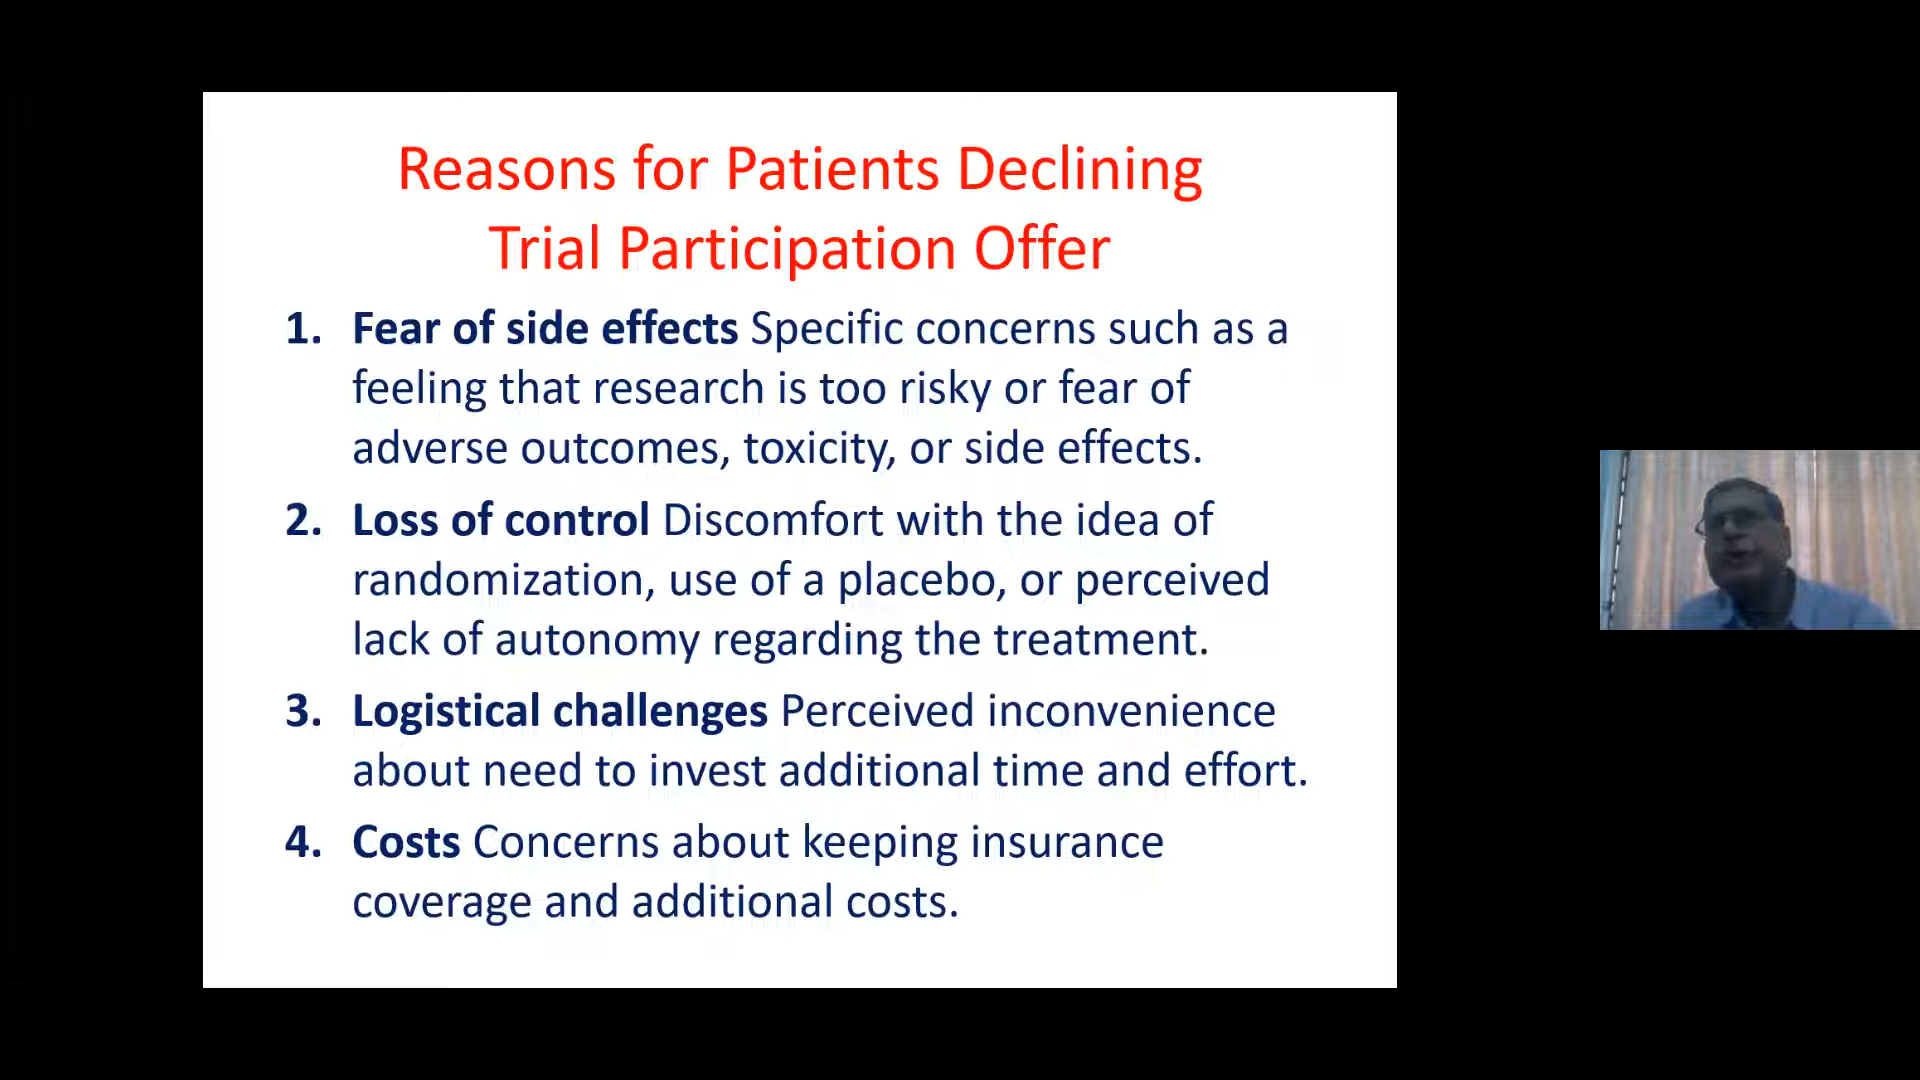 Reasons for Patients Declining
Trial Participation Offer
1. Fear of side effects Specific concerns such as a
feeling that research is too risky or fear of
adverse outcomes, toxicity, or side effects.
2. Loss of control Discomfort with the idea of
randomization, use of a placebo, or perceived
lack of autonomy regarding the treatment.
3. Logistical challenges Perceived inconvenience
about need to invest additional time and effort.
4. Costs Concerns about keeping insurance
coverage and additional costs.